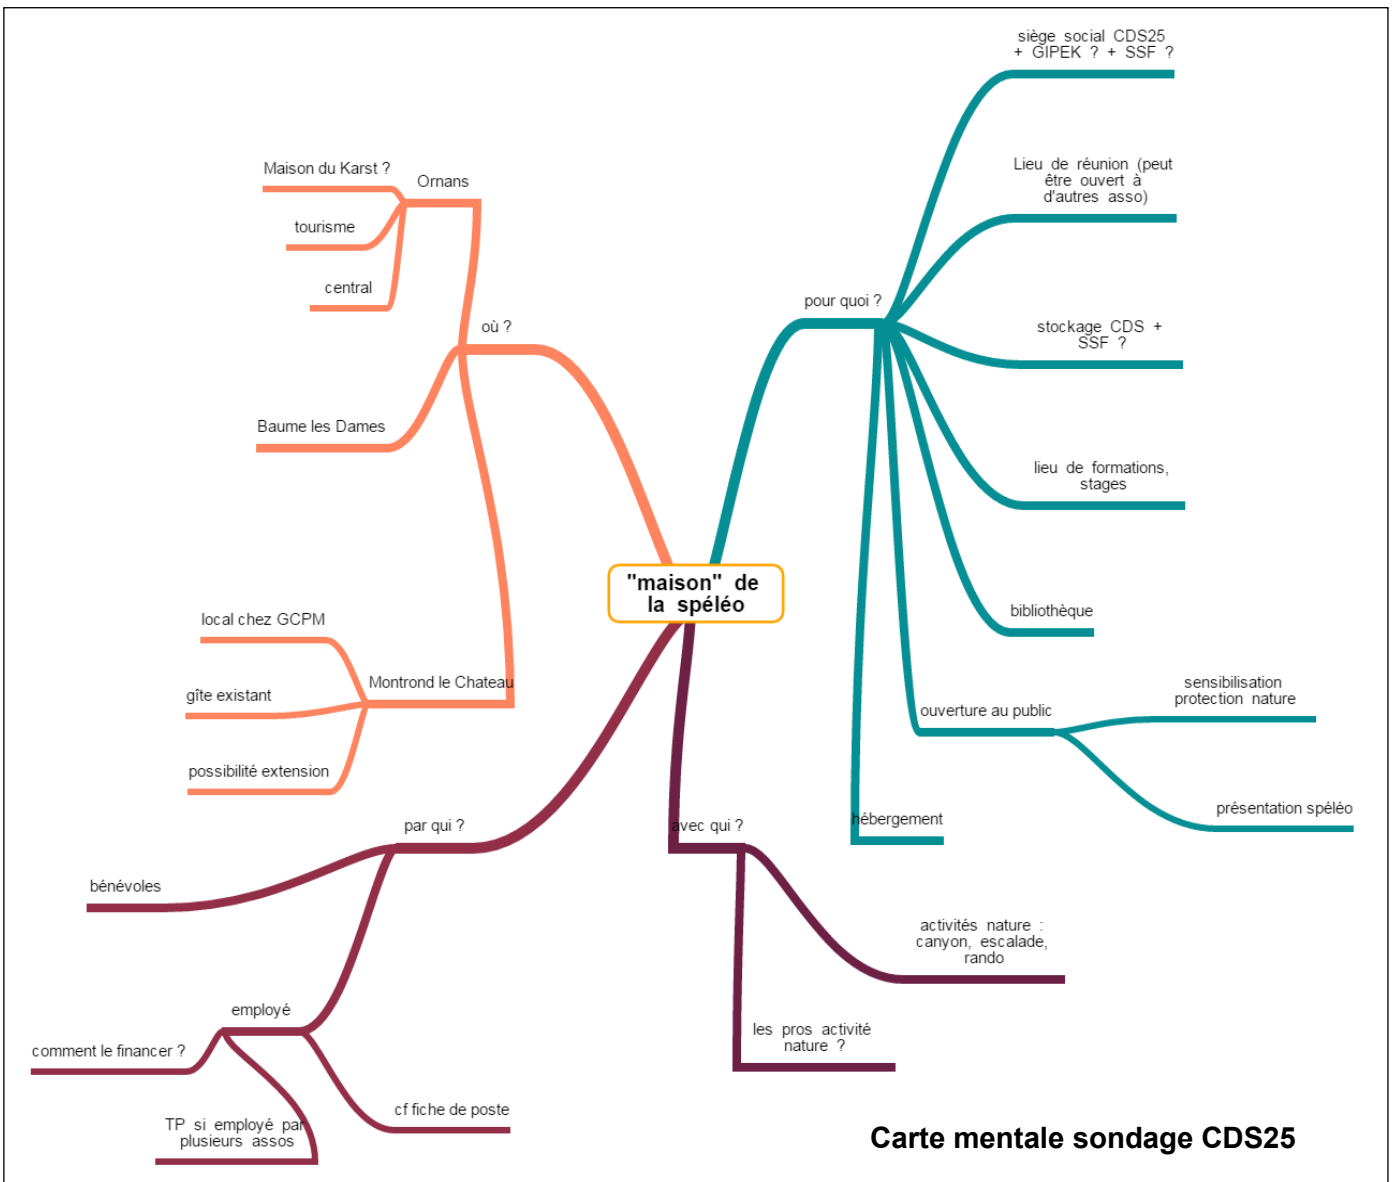 siège social CDS25
+ GIPEK ? + SSF ?
Maison du Karst ?
Ornans
tourisme
central
où ?
Baume les Dames
local chez GCPM
gîte existant
Montrond le Chateau
possibilité extension
"maison" de
la spéléo
pour quoi ?
Lieu de réunion (peut
être ouvert à
d'autres asso)
stockage CDS +
SSF ?
lieu de formations,
stages
bibliothèque
ouverture au public
sensibilisation
protection nature
présentation spéléo
hébergement
par qui ?
bénévoles
employé
comment le financer ?
TP si employé par
plusieurs assos
cf fiche de poste
avec qui ?
activités nature :
canyon, escalade,
rando
les pros activité
nature ?
Carte mentale sondage CDS25